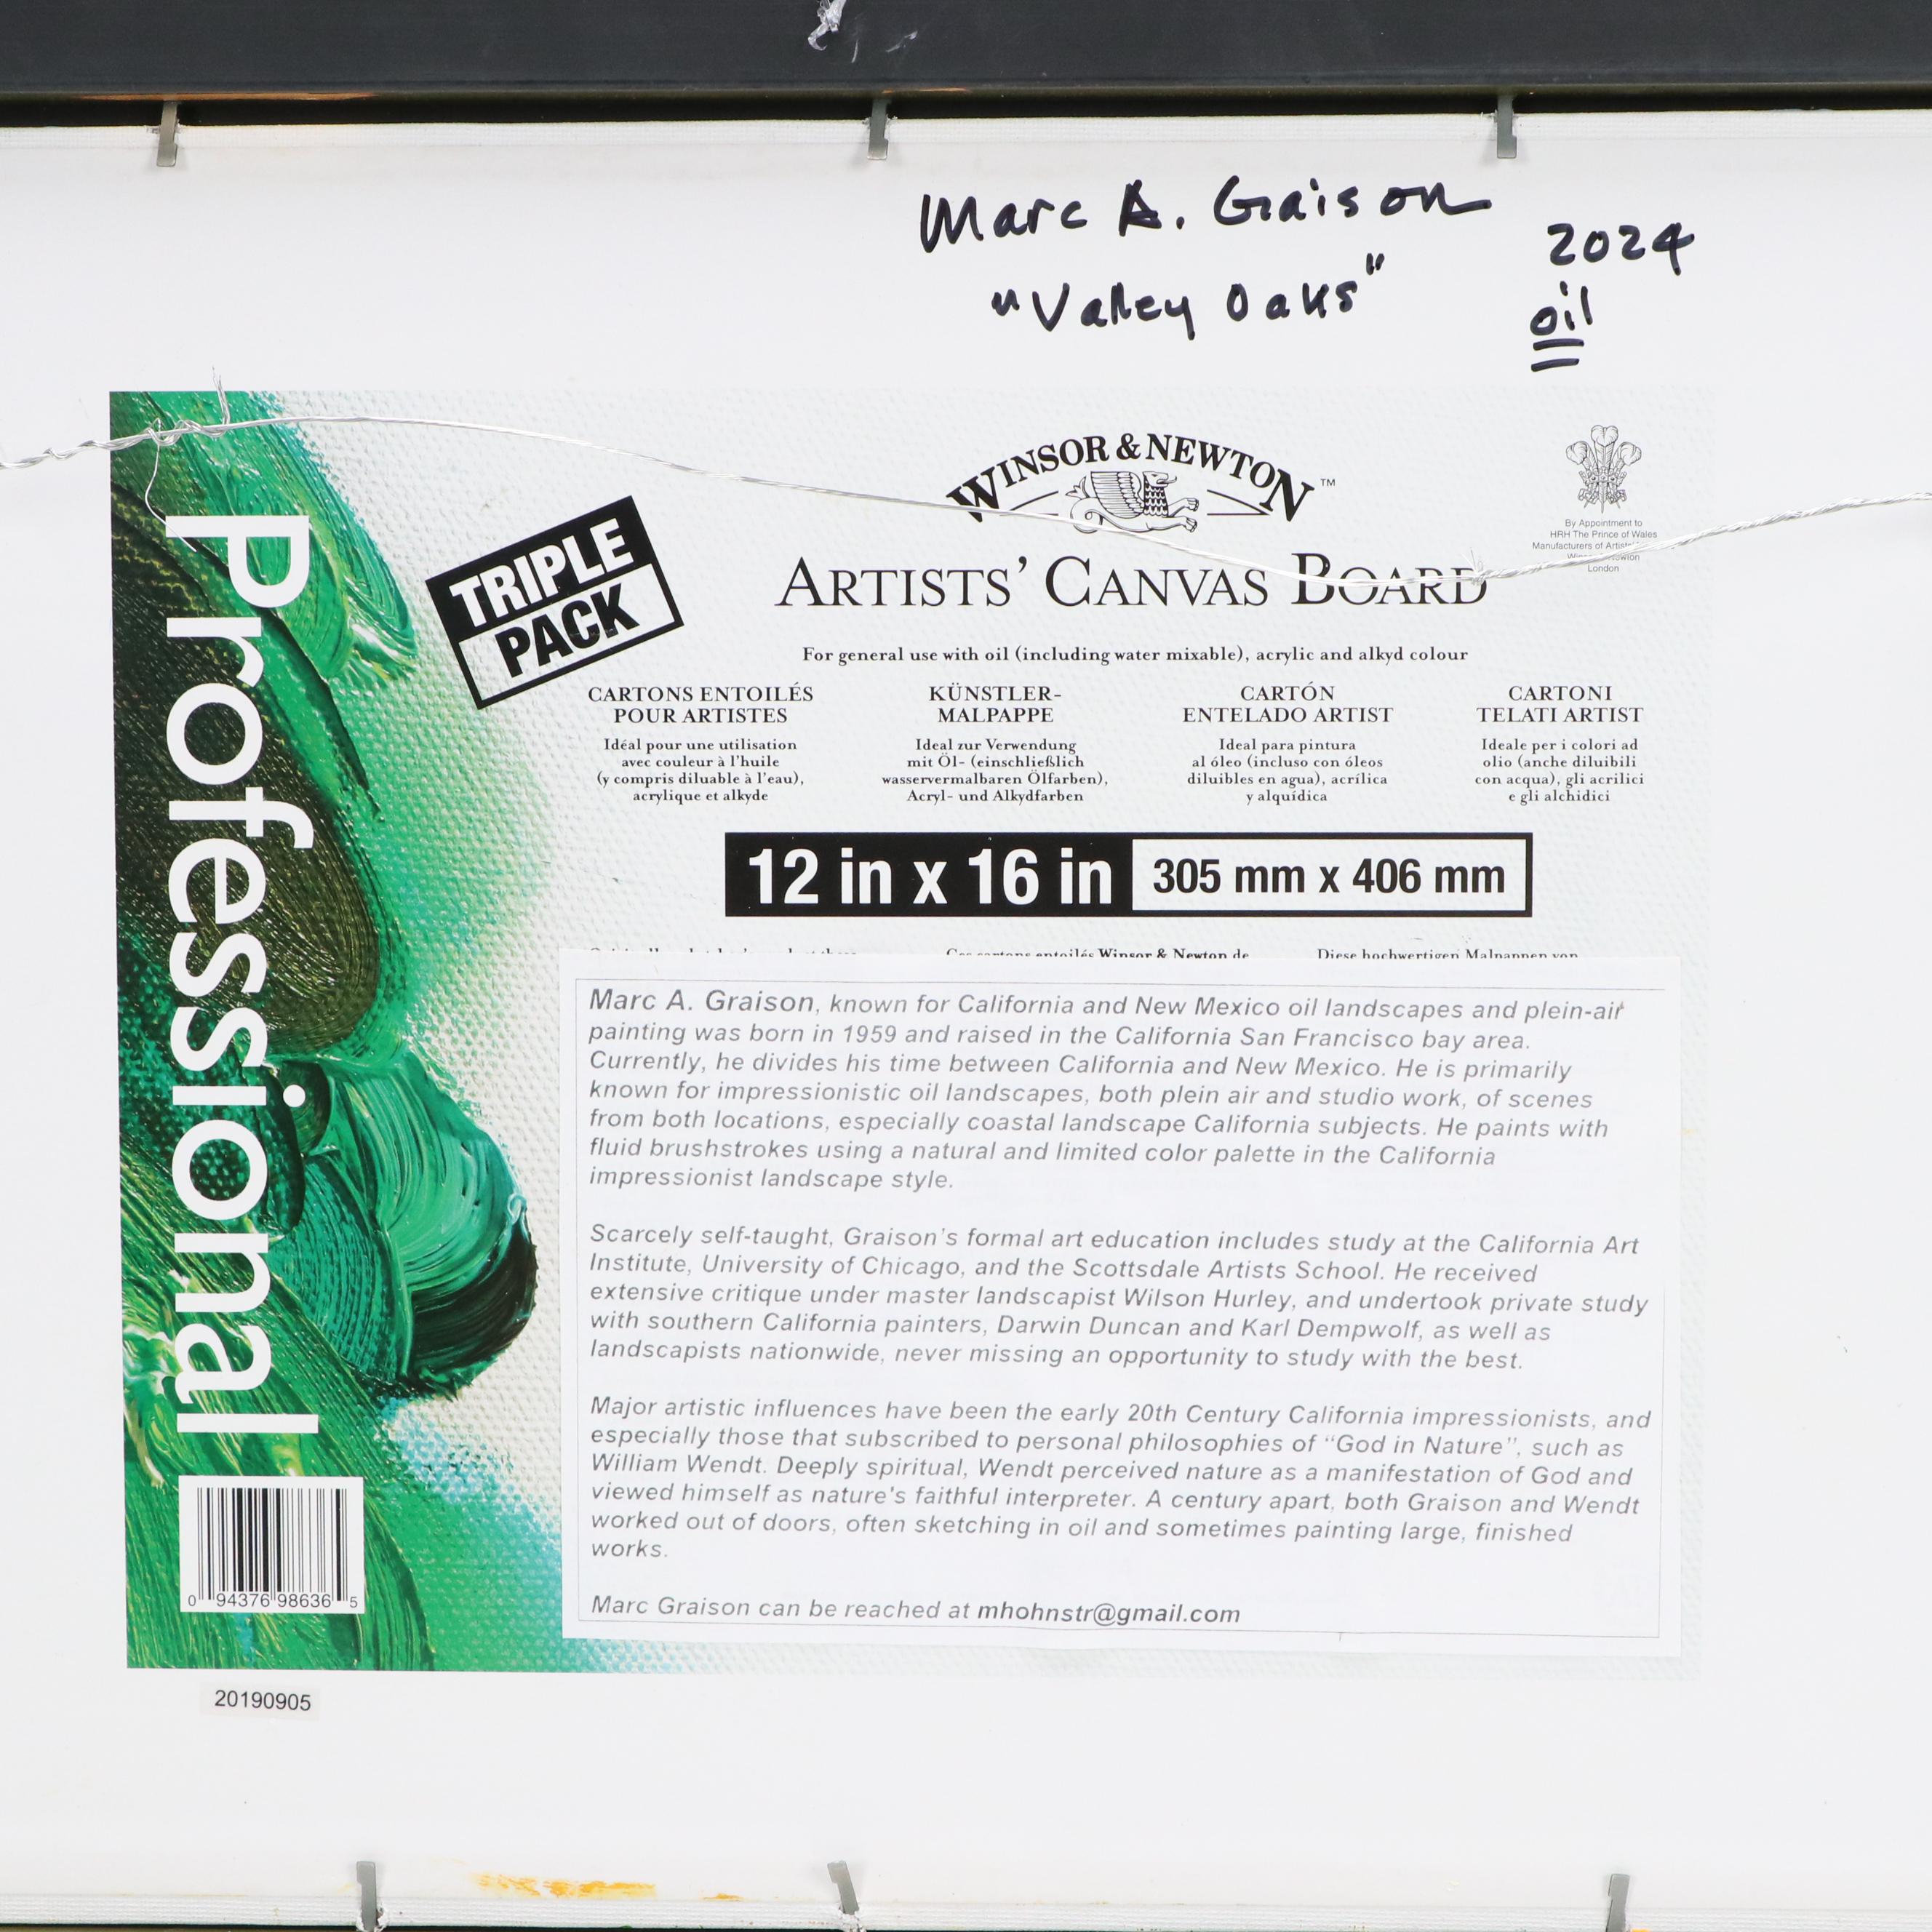 Marc A. Graison
2024
"Valley Oaks"
oil
Professional
TRIPLE
PACK
WINSOR & NEWTON™
ARTISTS' CANVAS BOARD
By Appointment to
HRH The Prince of Wales
Manufacturers of
London
For general use with oil (including water mixable), acrylic and alkyd colour
CARTONS ENTOILÉS
POUR ARTISTES
Idéal pour une utilisation
avec couleur à l'huile
(y compris diluable à l'eau),
acrylique et alkyde
KÜNSTLER-
MALPAPPE
Ideal zur Verwendung
mit Öl- (einschließlich
wasservermalbaren Ölfarben),
Acryl- und Alkydfarben
CARTÓN
ENTELADO ARTIST
Ideal para pintura
al óleo (incluso con óleos
diluibles en agua), acrílica
y alquídica
CARTONI
TELATI ARTIST
Ideale per i colori ad
olio (anche diluibili
con acqua), gli acrilici
e gli alchidici
12 in x 16 in 305 mm x 406 mm
Ces cartons entoilés Winsor & Newton de
Diese hochwertigen Malpappen von
Marc A. Graison, known for California and New Mexico oil landscapes and plein-air
painting was born in 1959 and raised in the California San Francisco bay area.
Currently, he divides his time between California and New Mexico. He is primarily
known for impressionistic oil landscapes, both plein air and studio work, of scenes
from both locations, especially coastal landscape California subjects. He paints with
fluid brushstrokes using a natural and limited color palette in the California
impressionist landscape style.
Scarcely self-taught, Graison's formal art education includes study at the California Art
Institute, University of Chicago, and the Scottsdale Artists School. He received
extensive critique under master landscapist Wilson Hurley, and undertook private study
with southern California painters, Darwin Duncan and Karl Dempwolf, as well as
landscapists nationwide, never missing an opportunity to study with the best.
Major artistic influences have been the early 20th Century California impressionists, and
especially those that subscribed to personal philosophies of "God in Nature", such as
William Wendt. Deeply spiritual, Wendt perceived nature as a manifestation of God and
viewed himself as nature's faithful interpreter. A century apart, both Graison and Wendt
worked out of doors, often sketching in oil and sometimes painting large, finished
works.
Marc Graison can be reached at mhohnstr@gmail.com
0 94376 98636 5
20190905